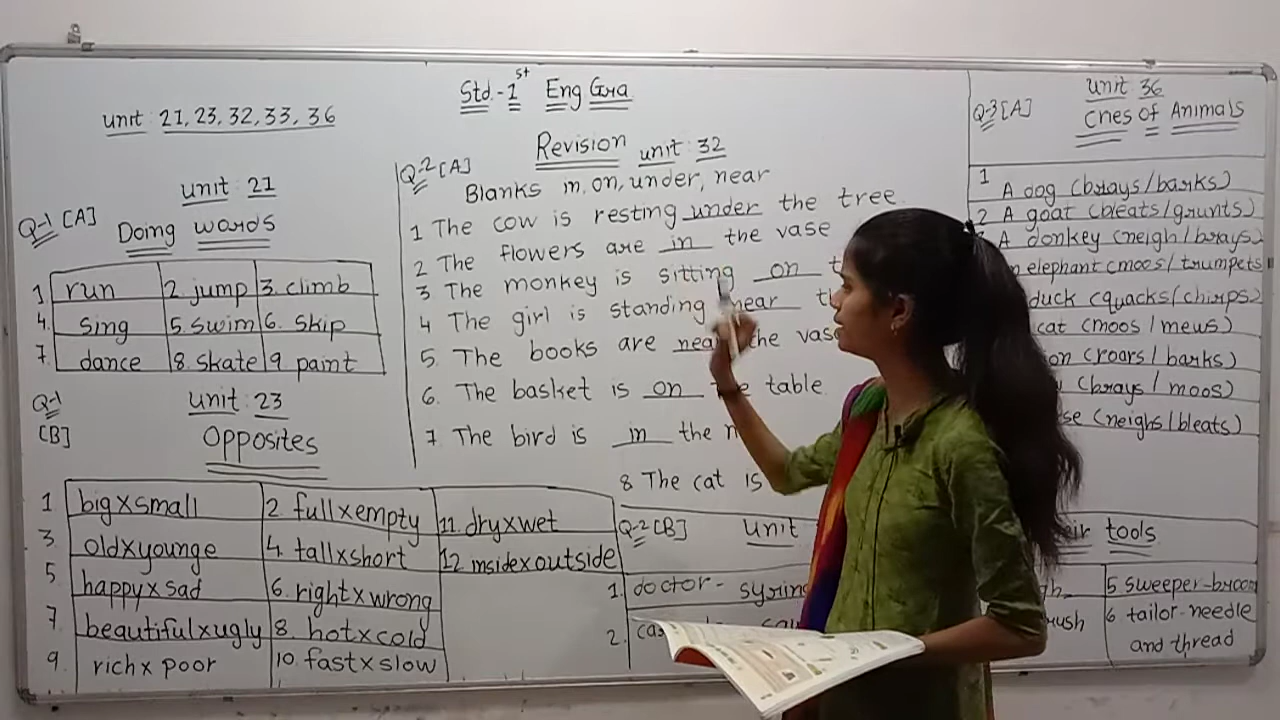 Std.-1st Eng Gra
unit : 21, 23, 32, 33, 36
Revision
unit : 21
Q-1 [A]
Doing words
1 run 2. jump 3. climb
4. sing 5. swim 6. skip
7. dance 8. skate 9. paint
Q-1 [B]
unit : 23
Opposites
1 big x small 2. full x empty 11. dry x wet
3. old x younge 4. tall x short 12 inside x outside
5. happy x sad 6. right x wrong
7. beautiful x ugly 8. hot x cold
9. rich x poor 10. fast x slow
Q-2 [A]
unit : 32
Blanks in, on, under, near
1 The cow is resting under the tree
2 The flowers are in the vase
3 The monkey is sitting on
4 The girl is standing near
5. The books are near the vase
6. The basket is on the table
7. The bird is in the
8 The cat is
Q-2 [B] unit tools
1. doctor - syring 5 sweeper-broom
2. 6. tailor-needle
and thread
Q-3 [A]
unit 36
Cries of Animals
1 A dog (brays/barks)
2 A goat (bleats/grunts)
A donkey (neigh/brays)
elephant (moos/trumpets)
duck (quacks/chirps)
cat (moos/mews)
(roars/barks)
(brays/moos)
(neighs/bleats)